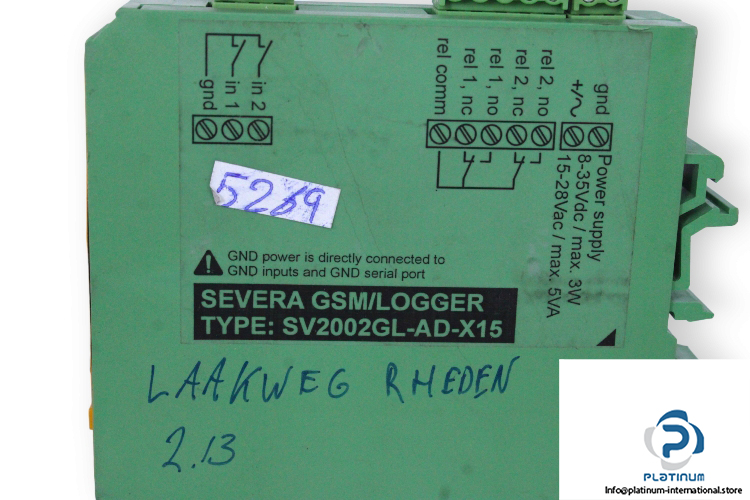 gnd
in 1
in 2
rel comm
rel 1, nc
rel 1, no
rel 2, nc
rel 2, no
+/~
gnd
Power supply
8-35Vdc / max. 3W
15-28Vac / max. 5VA
5269
GND power is directly connected to
GND inputs and GND serial port
SEVERA GSM/LOGGER
TYPE: SV2002GL-AD-X15
LAAKWEG RHEDEN
2.13
PLATINUM
Info@platinum-international.store